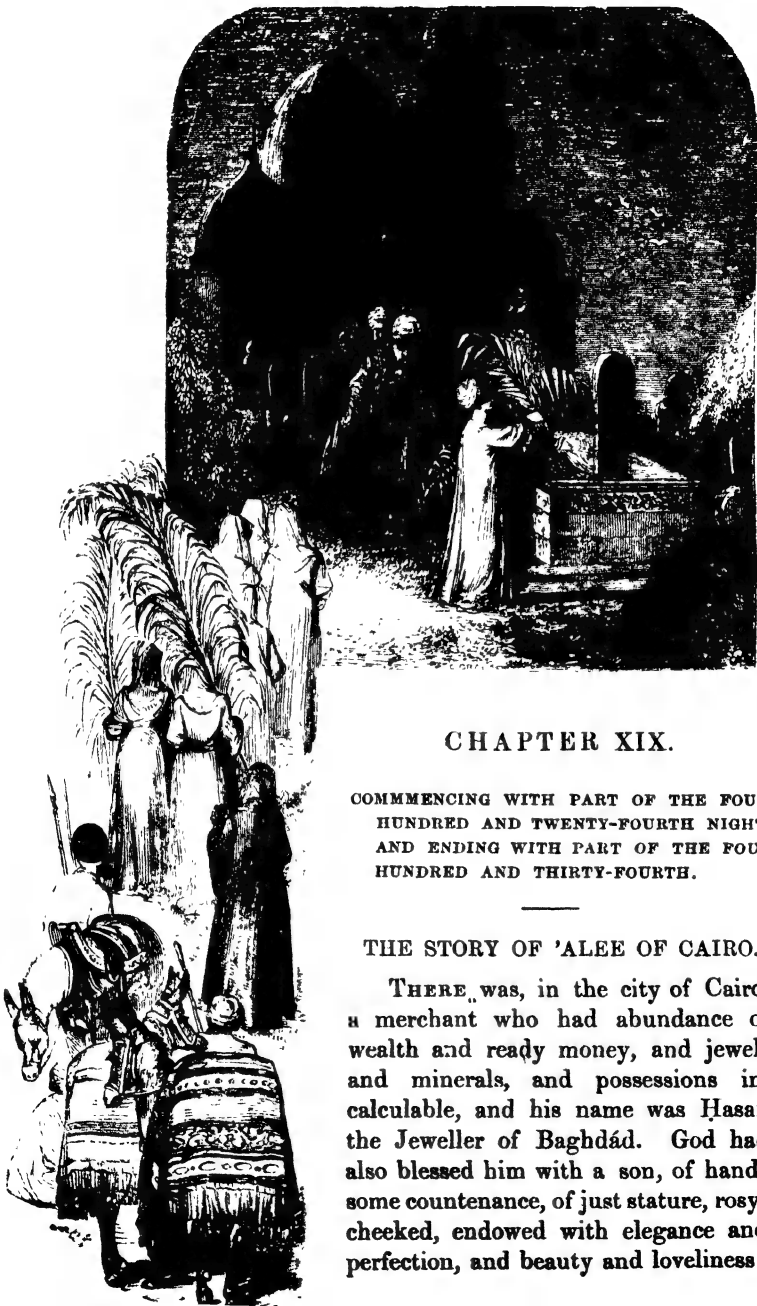 CHAPTER XIX.
COMMMENCING WITH PART OF THE FOU
HUNDRED AND TWENTY-FOURTH NIGH
AND ENDING WITH PART OF THE FOU
HUNDRED AND THIRTY-FOURTH.
THE STORY OF 'ALEE OF CAIRO.
THERE was, in the city of Cairo
merchant who had abundance o
wealth and ready money, and jewel
and minerals, and possessions in
calculable, and his name was Ḥasa
the Jeweller of Baghdád. God ha
also blessed him with a son, of hand-
some countenance, of just stature, rosy-
cheeked, endowed with elegance and
perfection, and beauty and loveliness